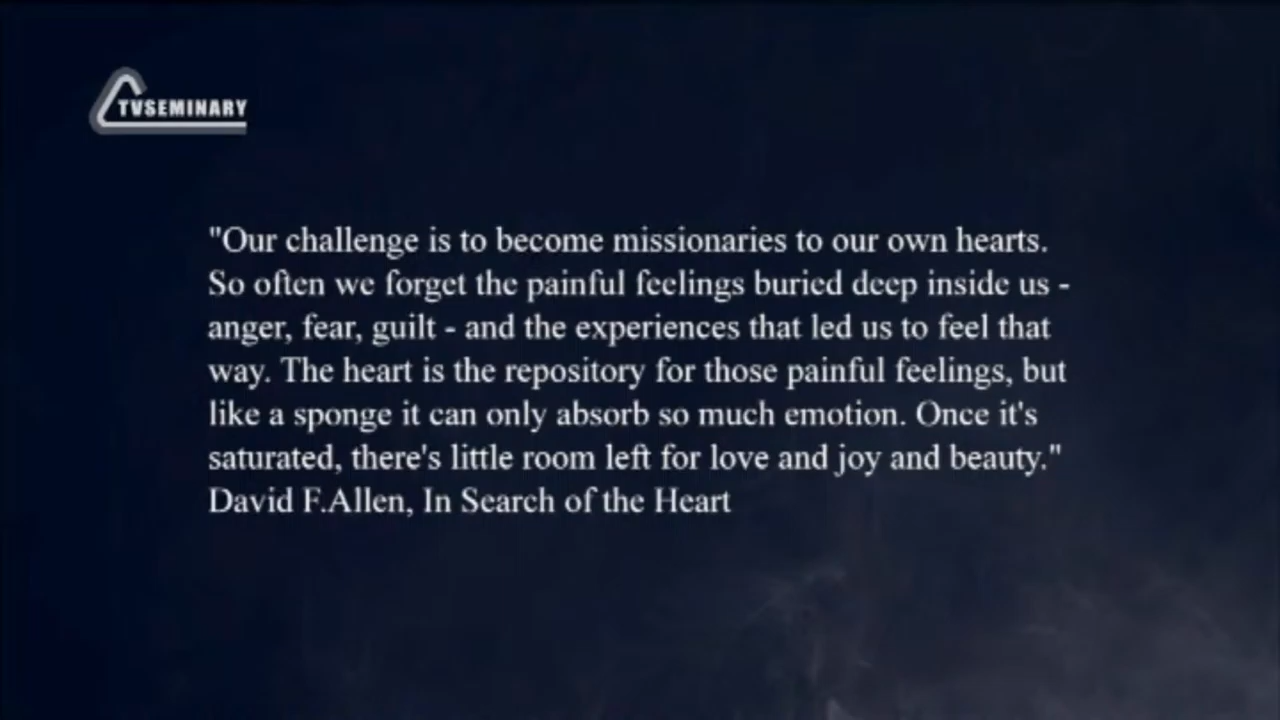 TVSEMINARY
"Our challenge is to become missionaries to our own hearts.
So often we forget the painful feelings buried deep inside us -
anger, fear, guilt - and the experiences that led us to feel that
way. The heart is the repository for those painful feelings, but
like a sponge it can only absorb so much emotion. Once it's
saturated, there's little room left for love and joy and beauty."
David F.Allen, In Search of the Heart